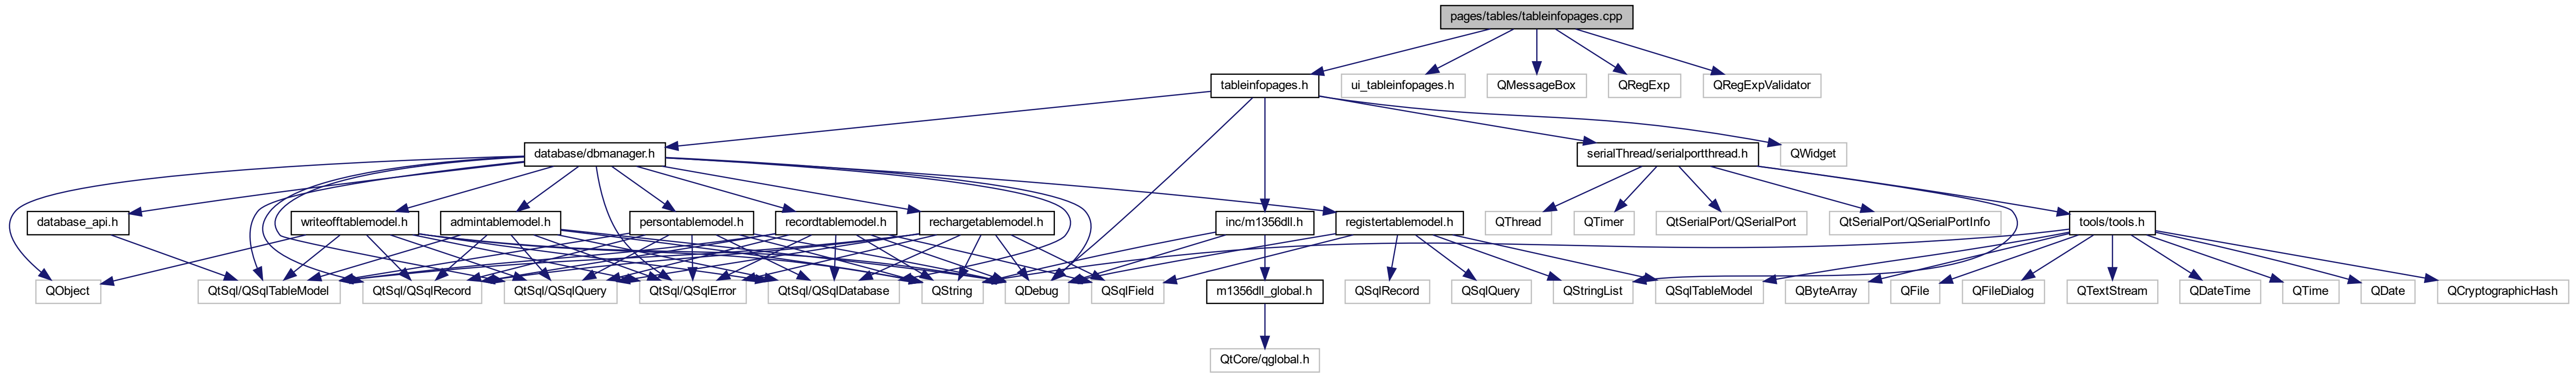 pages/tables/tableinfopages.cpp
tableinfopages.h
ui_tableinfopages.h
QMessageBox
QRegExp
QRegExpValidator
database/dbmanager.h
serialThread/serialportthread.h
QWidget
database_api.h
writeofftablemodel.h
admintablemodel.h
persontablemodel.h
recordtablemodel.h
rechargetablemodel.h
inc/m1356dll.h
registertablemodel.h
QThread
QTimer
QtSerialPort/QSerialPort
QtSerialPort/QSerialPortInfo
tools/tools.h
QObject
QtSql/QSqlTableModel
QtSql/QSqlRecord
QtSql/QSqlQuery
QtSql/QSqlError
QtSql/QSqlDatabase
QString
QDebug
QSqlField
m1356dll_global.h
QSqlRecord
QSqlQuery
QStringList
QSqlTableModel
QByteArray
QFile
QFileDialog
QTextStream
QDateTime
QTime
QDate
QCryptographicHash
QtCore/qglobal.h